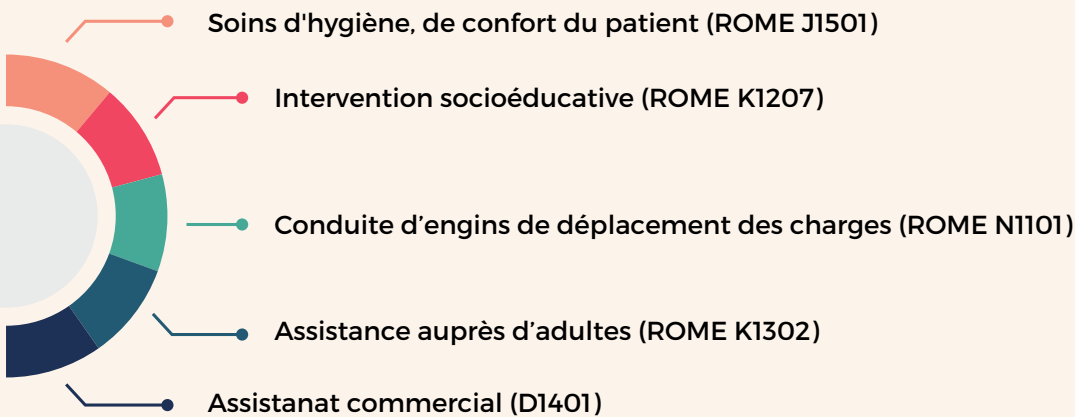 Soins d'hygiène, de confort du patient (ROME J1501)
Intervention socioéducative (ROME K1207)
Conduite d’engins de déplacement des charges (ROME N1101)
Assistance auprès d’adultes (ROME K1302)
Assistanat commercial (D1401)